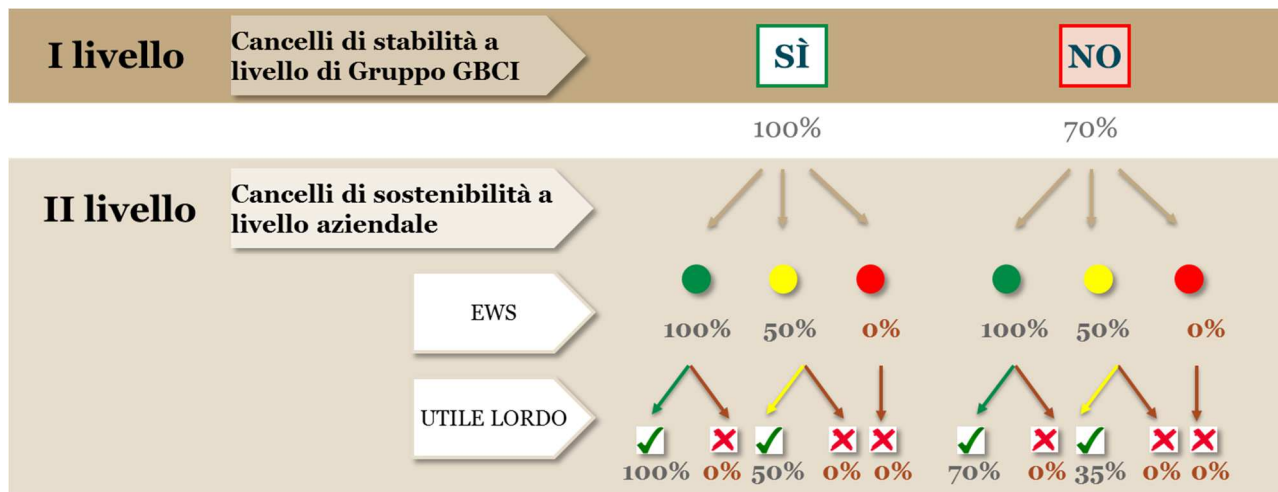 I livello
Cancelli di stabilità a
livello di Gruppo GBCI
SÌ
NO
100%
70%
II livello
Cancelli di sostenibilità a
livello aziendale
EWS
100% 50% 0% 100% 50% 0%
UTILE LORDO
100% 0% 50% 0% 0% 70% 0% 35% 0% 0%